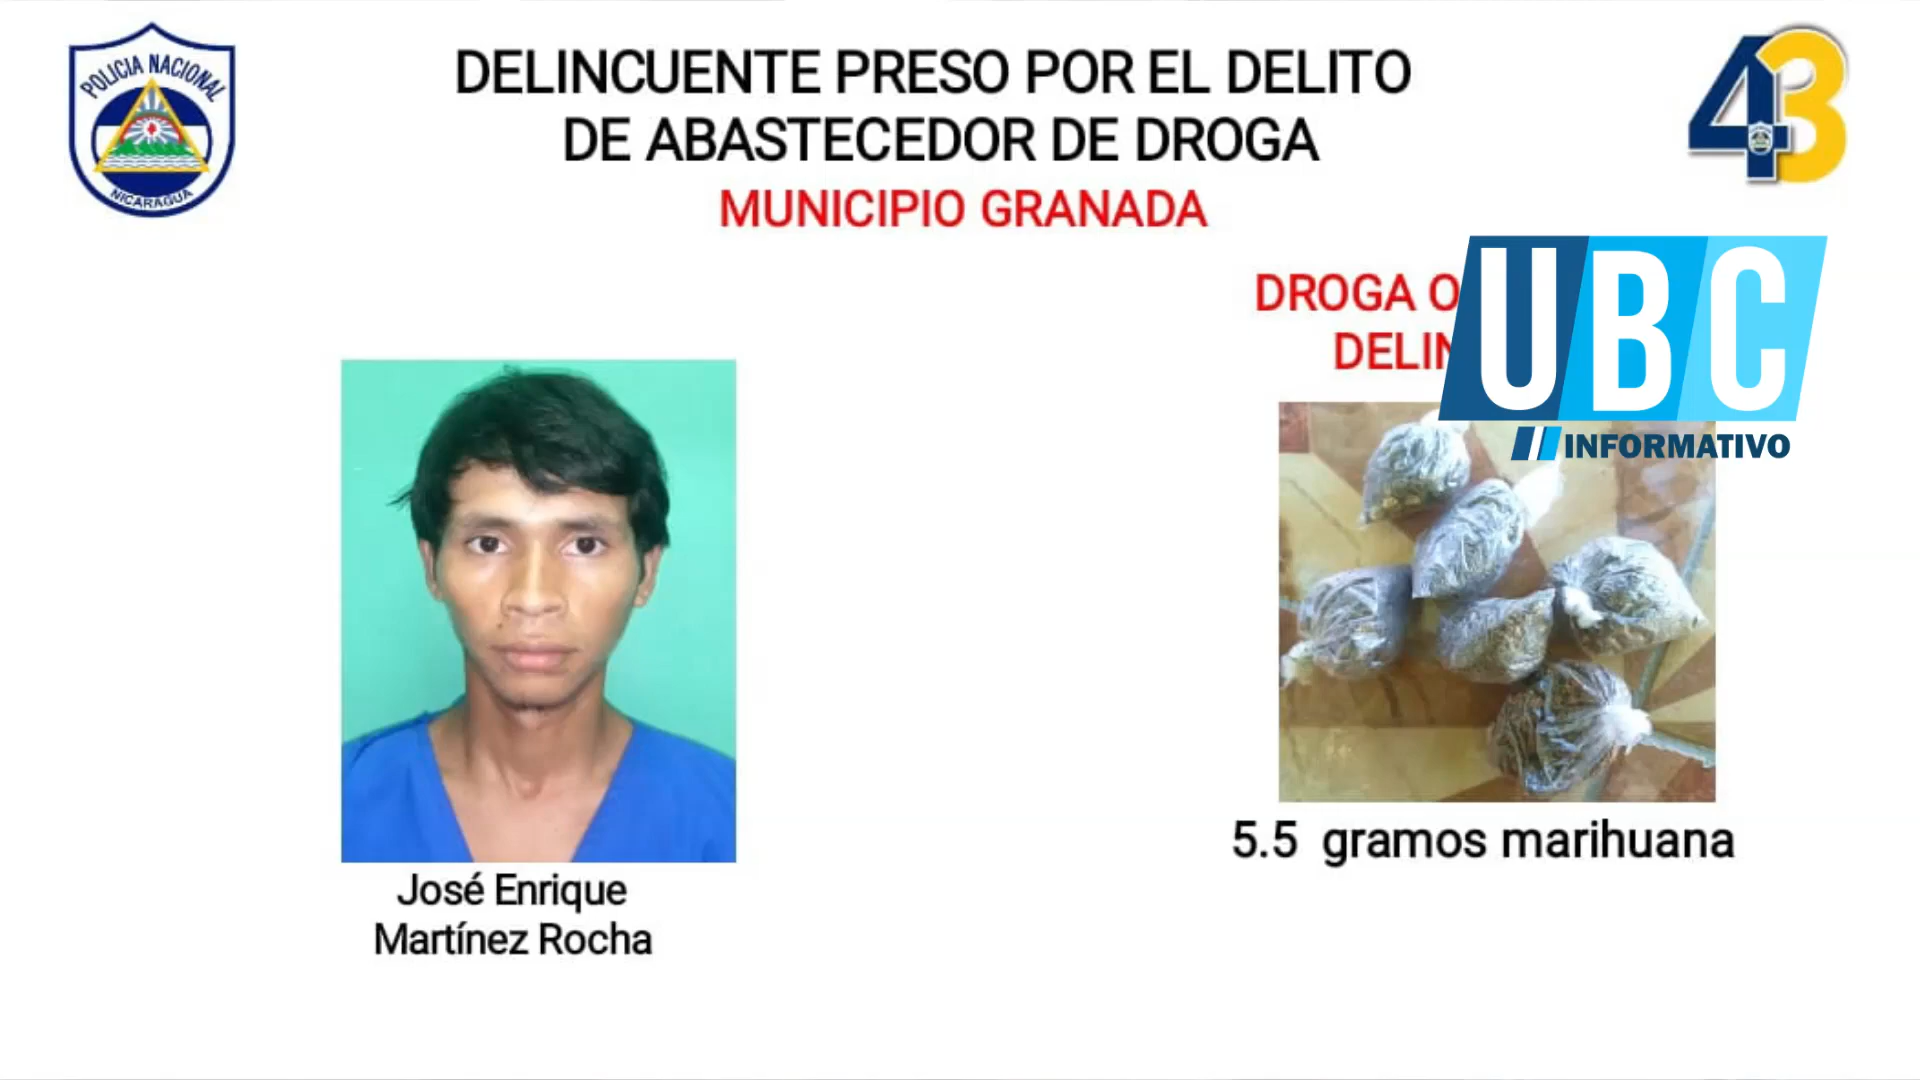 POLICIA NACIONAL
NICARAGUA
DELINCUENTE PRESO POR EL DELITO
DE ABASTECEDOR DE DROGA
MUNICIPIO GRANADA
43
DROGA
UBC
INFORMATIVO
José Enrique
Martínez Rocha
5.5 gramos marihuana